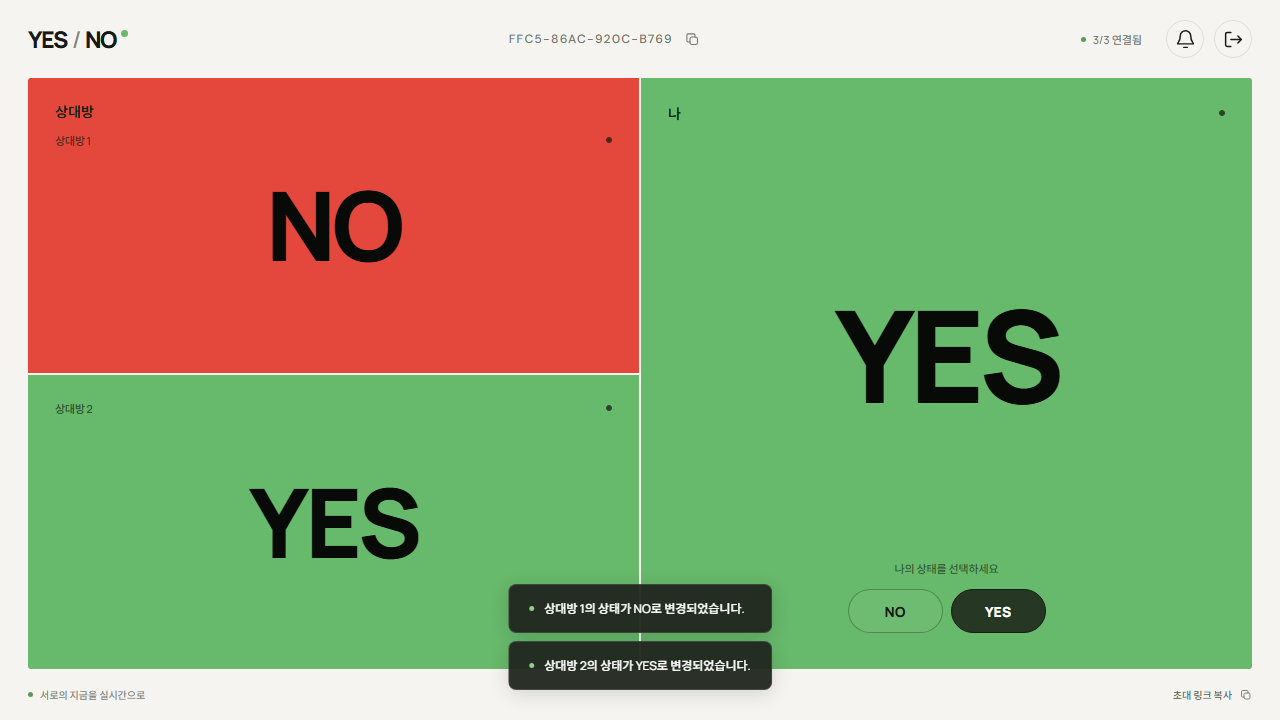 YES / NO
FFC5-86AC-920C-B769
3/3 연결됨
상대방
상대방 1
NO
상대방 2
YES
나
YES
나의 상태를 선택하세요
NO
YES
상대방 1의 상태가 NO로 변경되었습니다.
상대방 2의 상태가 YES로 변경되었습니다.
서로의 지금을 실시간으로
초대 링크 복사